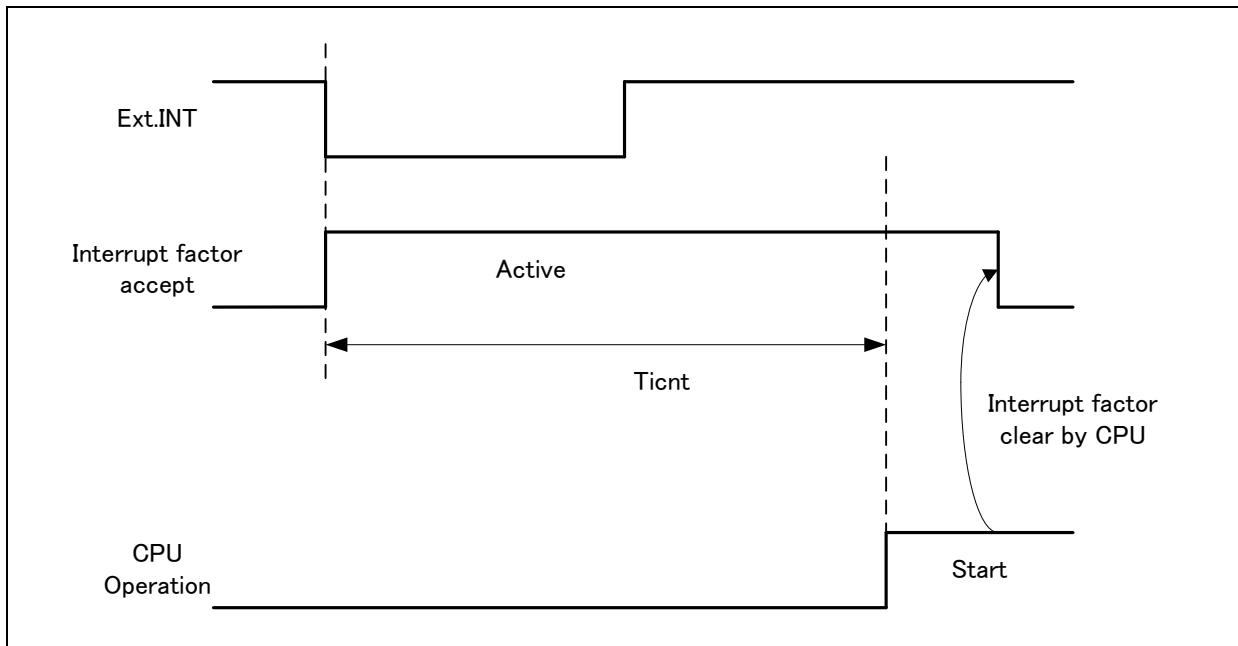 Ext.INT
Interrupt factor
accept
Active
Ticnt
Interrupt factor
clear by CPU
CPU
Operation
Start